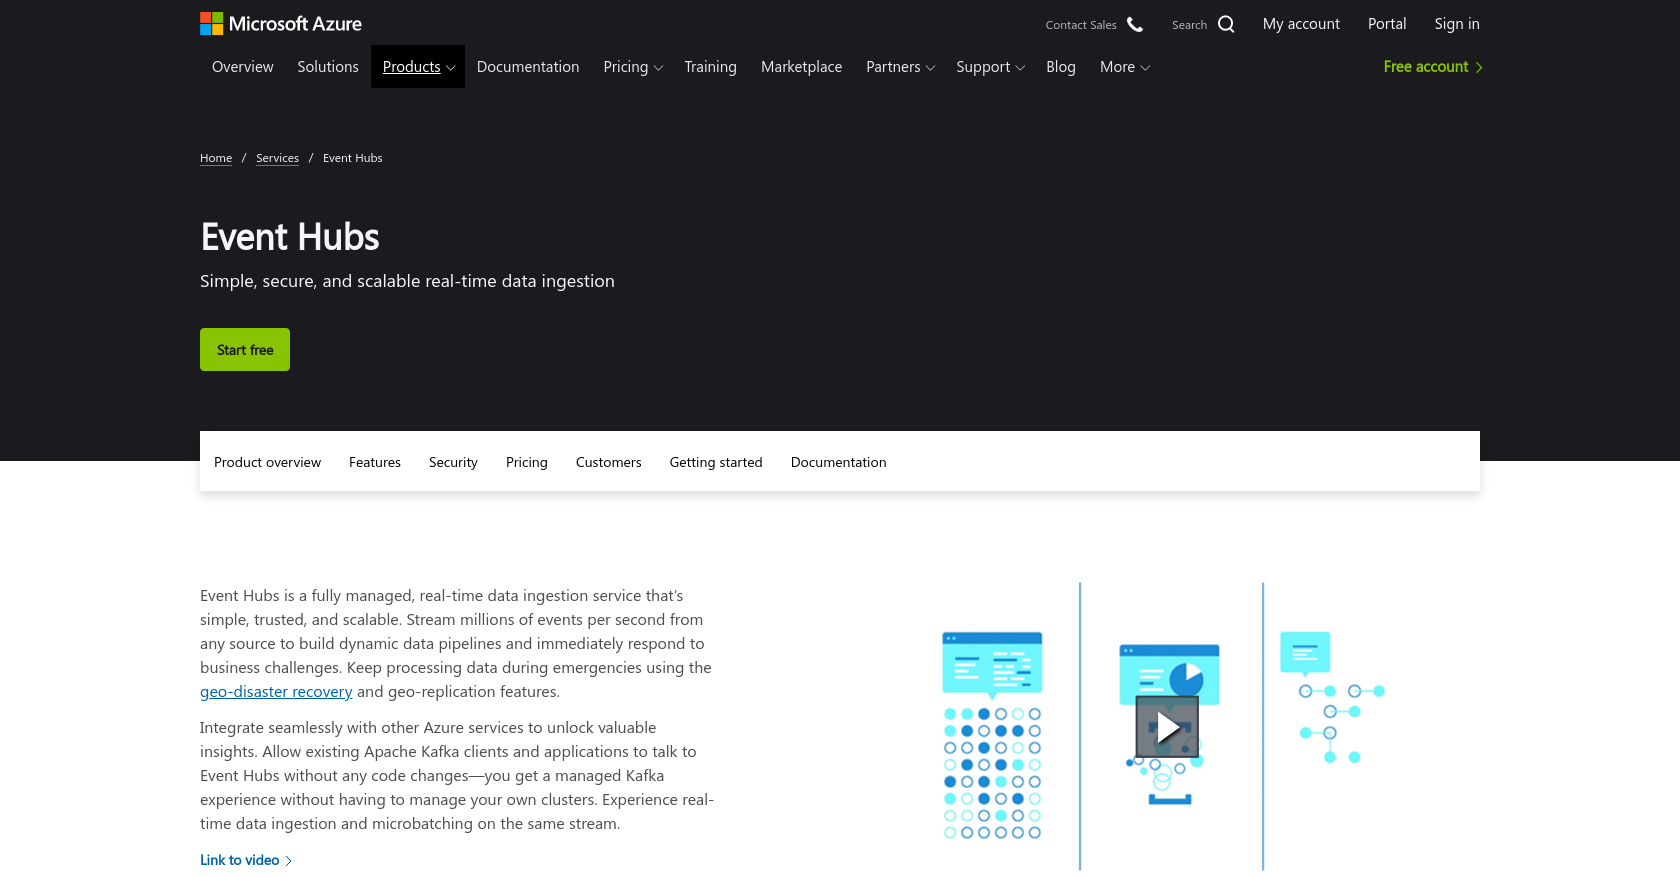 Microsoft Azure
Contact Sales
Search
My account
Portal
Sign in
Overview
Solutions
Products
Documentation
Pricing
Training
Marketplace
Partners
Support
Blog
More
Free account
Home / Services / Event Hubs
Event Hubs
Simple, secure, and scalable real-time data ingestion
Start free
Product overview
Features
Security
Pricing
Customers
Getting started
Documentation
Event Hubs is a fully managed, real-time data ingestion service that’s
simple, trusted, and scalable. Stream millions of events per second from
any source to build dynamic data pipelines and immediately respond to
business challenges. Keep processing data during emergencies using the
geo-disaster recovery and geo-replication features.
Integrate seamlessly with other Azure services to unlock valuable
insights. Allow existing Apache Kafka clients and applications to talk to
Event Hubs without any code changes—you get a managed Kafka
experience without having to manage your own clusters. Experience real-
time data ingestion and microbatching on the same stream.
Link to video